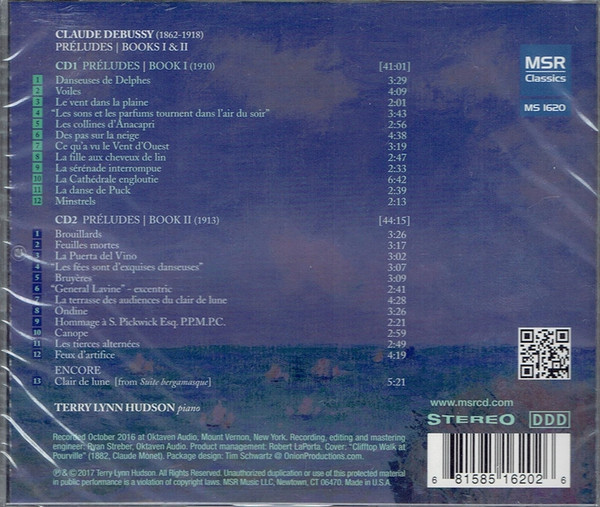 CLAUDE DEBUSSY (1862-1918)
PRÉLUDES | BOOKS I & II
CD1 PRÉLUDES | BOOK I (1910) [41:01]
1 Danseuses de Delphes 3:29
2 Voiles 4:09
3 Le vent dans la plaine 2:01
4 “Les sons et les parfums tournent dans l'air du soir” 3:43
5 Les collines d'Anacapri 2:56
6 Des pas sur la neige 4:38
7 Ce qu'a vu le Vent d'Ouest 3:19
8 La fille aux cheveux de lin 2:47
9 La sérénade interrompue 2:33
10 La Cathédrale engloutie 6:42
11 La danse de Puck 2:39
12 Minstrels 2:13
CD2 PRÉLUDES | BOOK II (1913) [44:15]
1 Brouillards 3:26
2 Feuilles mortes 3:17
3 La Puerta del Vino 3:02
4 “Les fées sont d'exquises danseuses” 3:07
5 Bruyères 3:09
6 “General Lavine” - excentric 2:41
7 La terrasse des audiences du clair de lune 4:28
8 Ondine 3:26
9 Hommage à S. Pickwick Esq. P.P.M.P.C. 2:21
10 Canope 2:59
11 Les tierces alternées 2:49
12 Feux d'artifice 4:19
ENCORE
13 Clair de lune [from Suite bergamasque] 5:21
TERRY LYNN HUDSON piano
Recorded October 2016 at Oktaven Audio, Mount Vernon, New York. Recording, editing and mastering
engineer: Ryan Streber, Oktaven Audio. Product management: Robert LaPorta. Cover: “Clifftop Walk at
Pourville” (1882, Claude Monet). Package design: Tim Schwartz @ OnionProductions.com.
℗ & © 2017 Terry Lynn Hudson. All Rights Reserved. Unauthorized duplication or use of this protected material
in public performance is a violation of copyright laws. MSR Music LLC, Newtown, CT 06470. Made in U.S.A.
MSR
Classics
MS 1620
www.msrcd.com
STEREO DDD
6 81585 16202 6